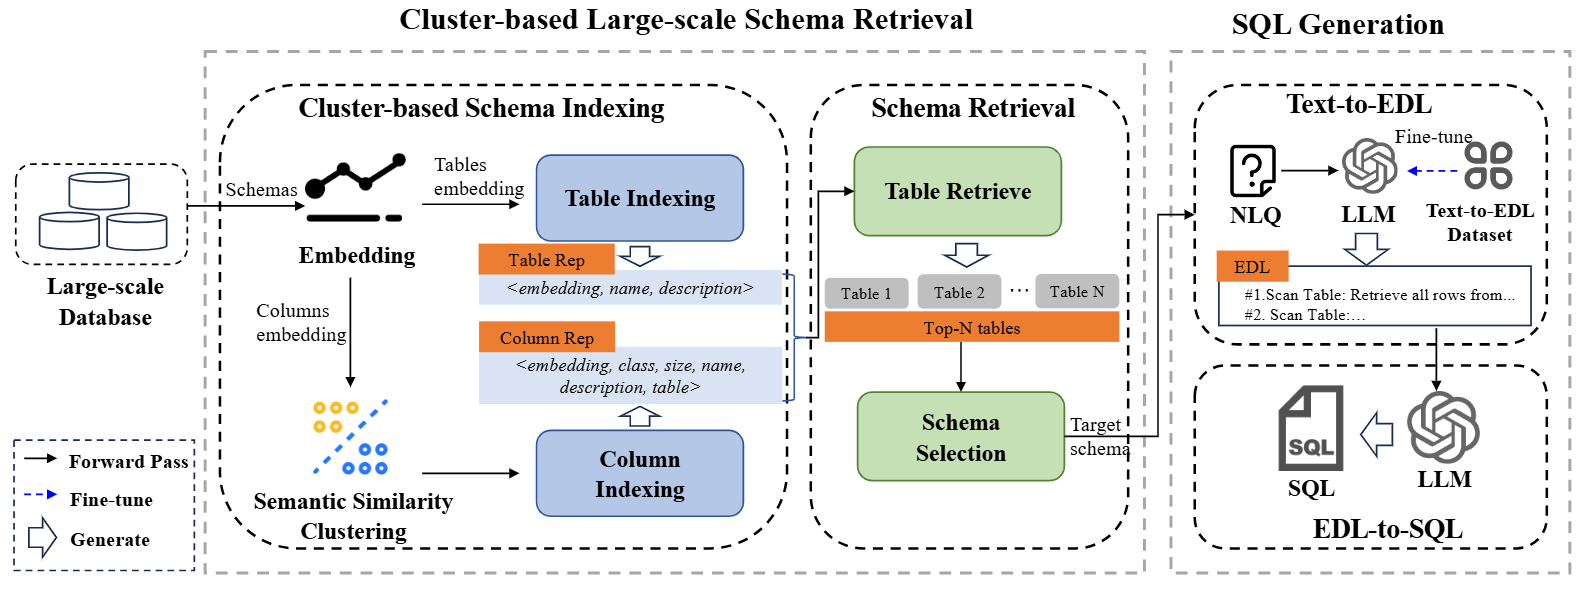 Cluster-based Large-scale Schema Retrieval
SQL Generation
Cluster-based Schema Indexing
Schema Retrieval
Text-to-EDL
Large-scale
Database
Schemas
Embedding
Tables
embedding
Table Indexing
Table Rep
<embedding, name, description>
Columns
embedding
Column Rep
<embedding, class, size, name,
description, table>
Semantic Similarity
Clustering
Column
Indexing
Table Retrieve
Table 1
Table 2
...
Table N
Top-N tables
Schema
Selection
Target
schema
Fine-tune
NLQ
LLM
Text-to-EDL
Dataset
EDL
#1.Scan Table: Retrieve all rows from...
#2. Scan Table:...
SQL
SQL
LLM
EDL-to-SQL
Forward Pass
Fine-tune
Generate